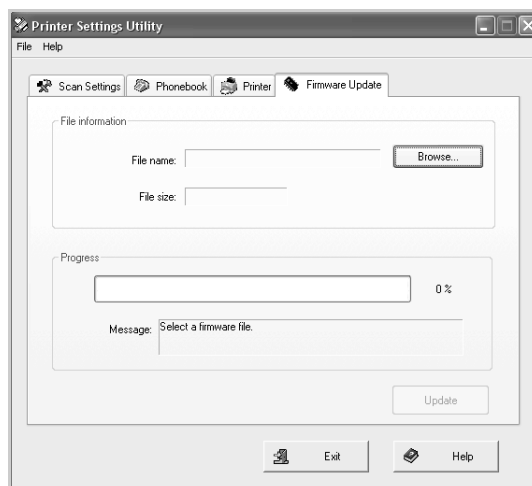 Printer Settings Utility
File Help
Scan Settings Phonebook Printer Firmware Update
File information
File name: Browse...
File size:
Progress
0 %
Message: Select a firmware file.
Update
Exit Help